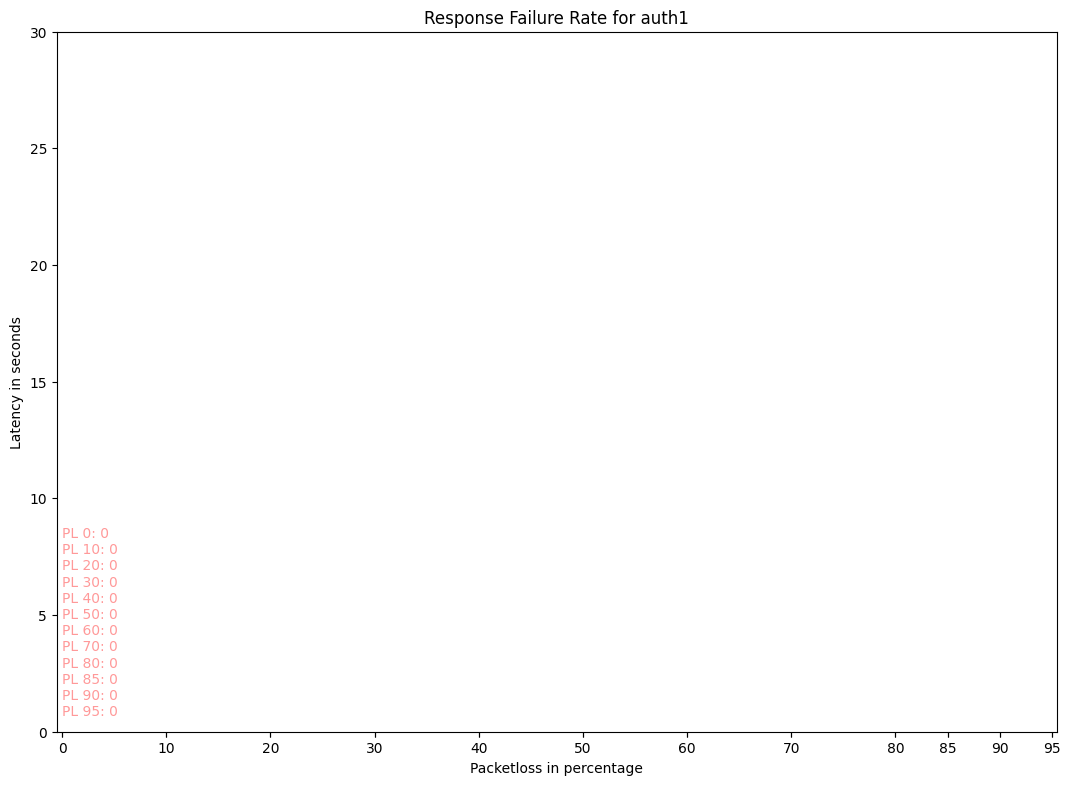 Response Failure Rate for auth1
30
25
20
15
10
5
0
Latency in seconds
PL 0: 0
PL 10: 0
PL 20: 0
PL 30: 0
PL 40: 0
PL 50: 0
PL 60: 0
PL 70: 0
PL 80: 0
PL 85: 0
PL 90: 0
PL 95: 0
0 10 20 30 40 50 60 70 80 85 90 95
Packetloss in percentage